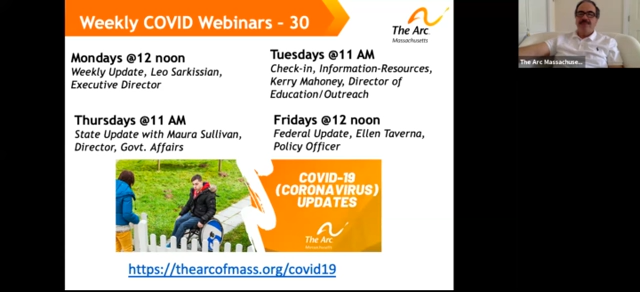 Weekly COVID Webinars - 30
The Arc
Massachusetts
Mondays @12 noon
Weekly Update, Leo Sarkissian,
Executive Director
Tuesdays @11 AM
Check-in, Information-Resources,
Kerry Mahoney, Director of
Education/Outreach
Thursdays @11 AM
State Update with Maura Sullivan,
Director, Govt. Affairs
Fridays @12 noon
Federal Update, Ellen Taverna,
Policy Officer
COVID-19
(CORONAVIRUS)
UPDATES
The Arc
Massachusetts
https://thearcofmass.org/covid19
The Arc Massachuse...